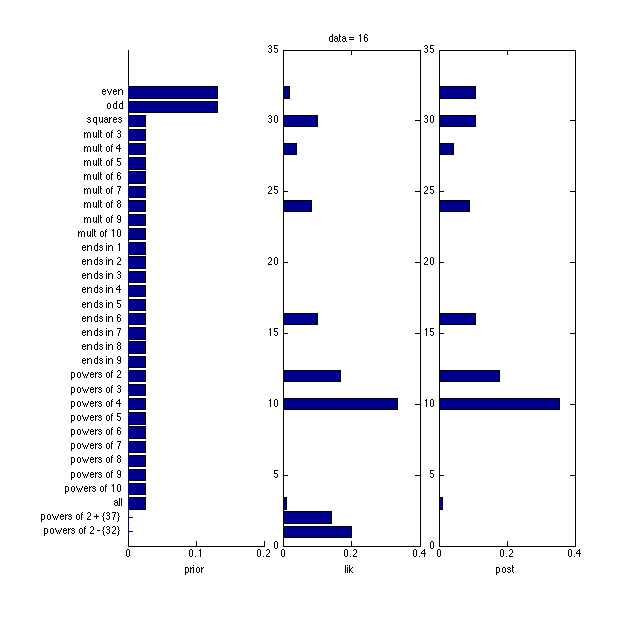 data = 16
even
odd
squares
mult of 3
mult of 4
mult of 5
mult of 6
mult of 7
mult of 8
mult of 9
mult of 10
ends in 1
ends in 2
ends in 3
ends in 4
ends in 5
ends in 6
ends in 7
ends in 8
ends in 9
powers of 2
powers of 3
powers of 4
powers of 5
powers of 6
powers of 7
powers of 8
powers of 9
powers of 10
all
powers of 2 + {37}
powers of 2 - {32}
0 0.1 0.2
prior
35
30
25
20
15
10
5
0
0 0.2 0.4
lik
35
30
25
20
15
10
5
0
0 0.2 0.4
post